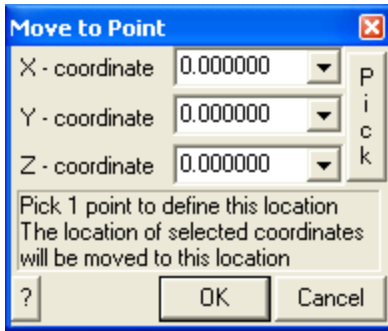 Move to Point
X - coordinate 0.000000
Y - coordinate 0.000000
Z - coordinate 0.000000
Pick
Pick 1 point to define this location
The location of selected coordinates
will be moved to this location
? OK Cancel